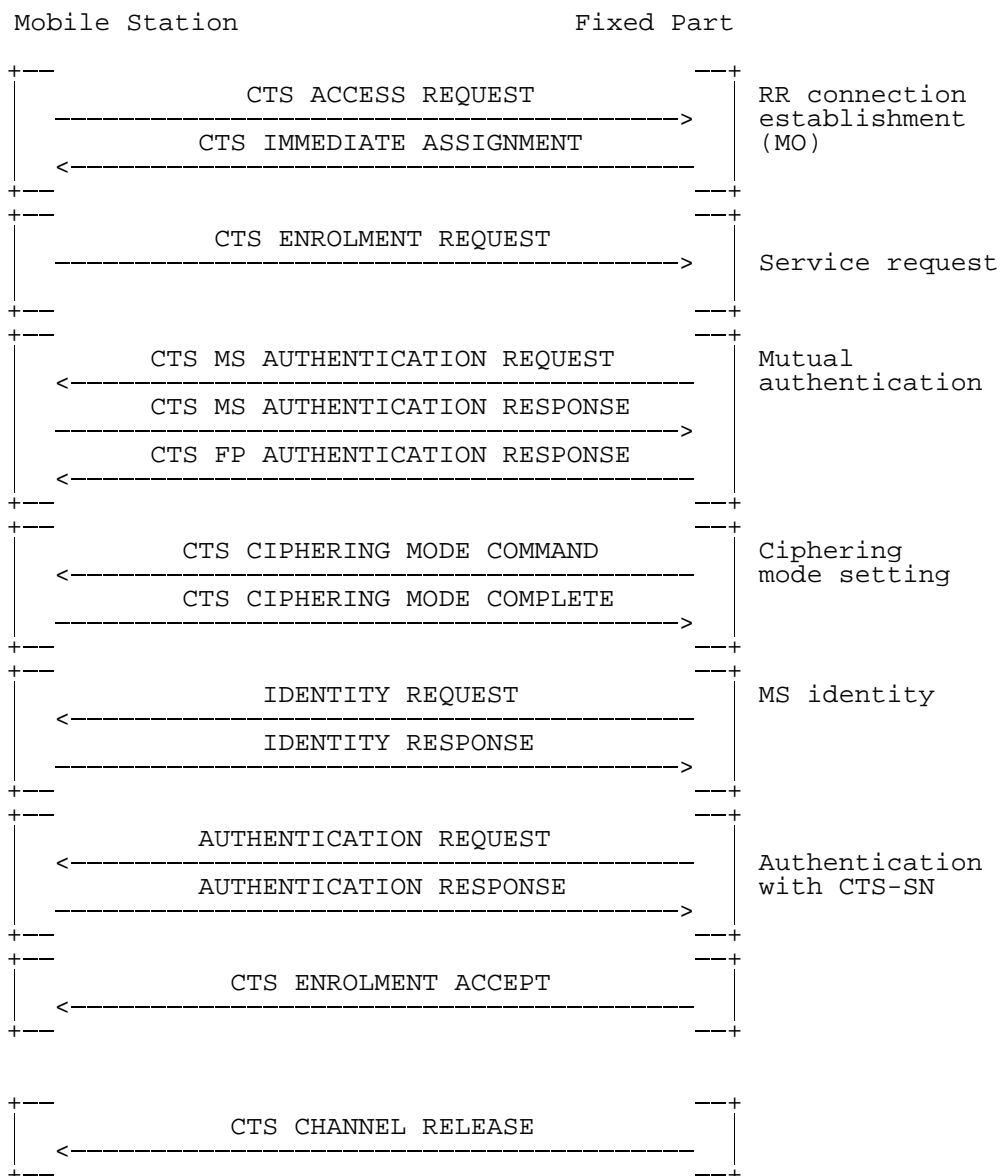 Mobile Station Fixed Part
CTS ACCESS REQUEST RR connection
establishment
CTS IMMEDIATE ASSIGNMENT (MO)
CTS ENROLMENT REQUEST
Service request
CTS MS AUTHENTICATION REQUEST Mutual
authentication
CTS MS AUTHENTICATION RESPONSE
CTS FP AUTHENTICATION RESPONSE
CTS CIPHERING MODE COMMAND Ciphering
mode setting
CTS CIPHERING MODE COMPLETE
IDENTITY REQUEST MS identity
IDENTITY RESPONSE
AUTHENTICATION REQUEST
Authentication
AUTHENTICATION RESPONSE with CTS-SN
CTS ENROLMENT ACCEPT
CTS CHANNEL RELEASE